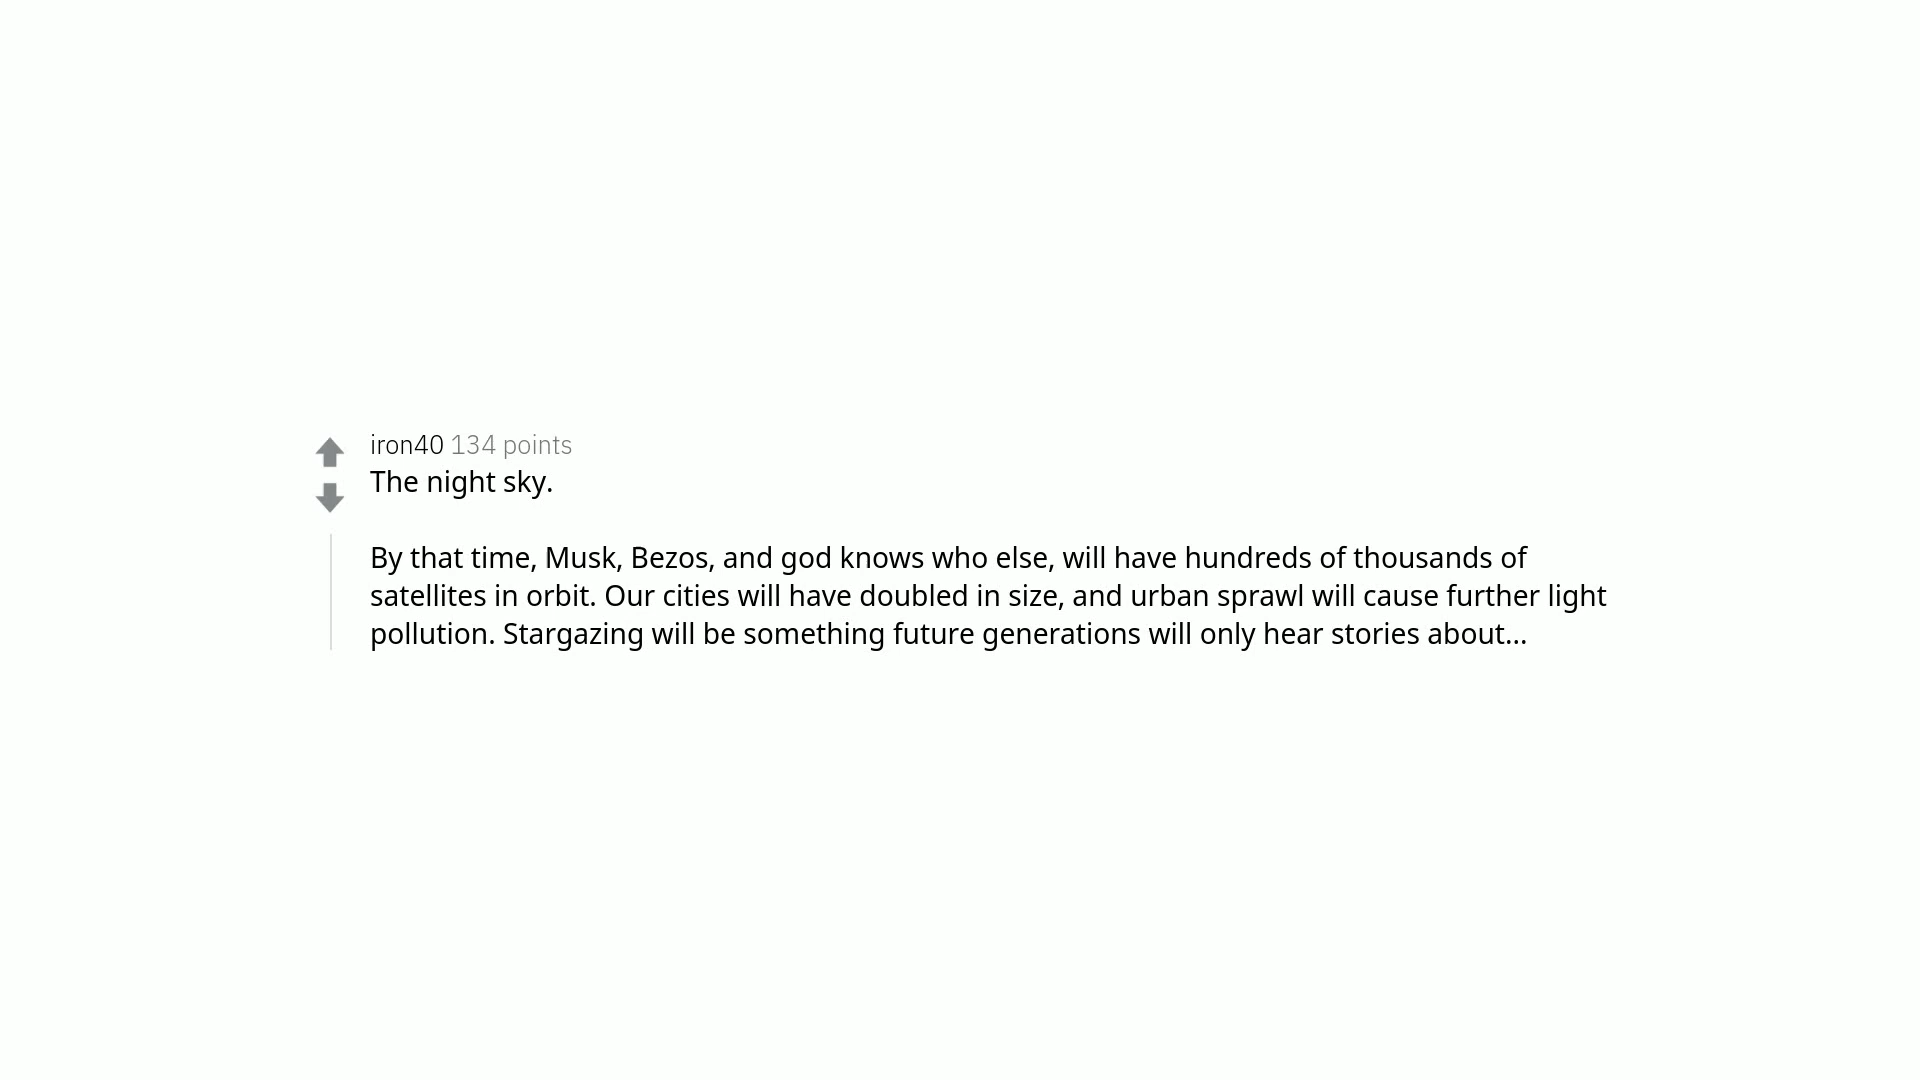 iron40 134 points
The night sky.
By that time, Musk, Bezos, and god knows who else, will have hundreds of thousands of
satellites in orbit. Our cities will have doubled in size, and urban sprawl will cause further light
pollution. Stargazing will be something future generations will only hear stories about...